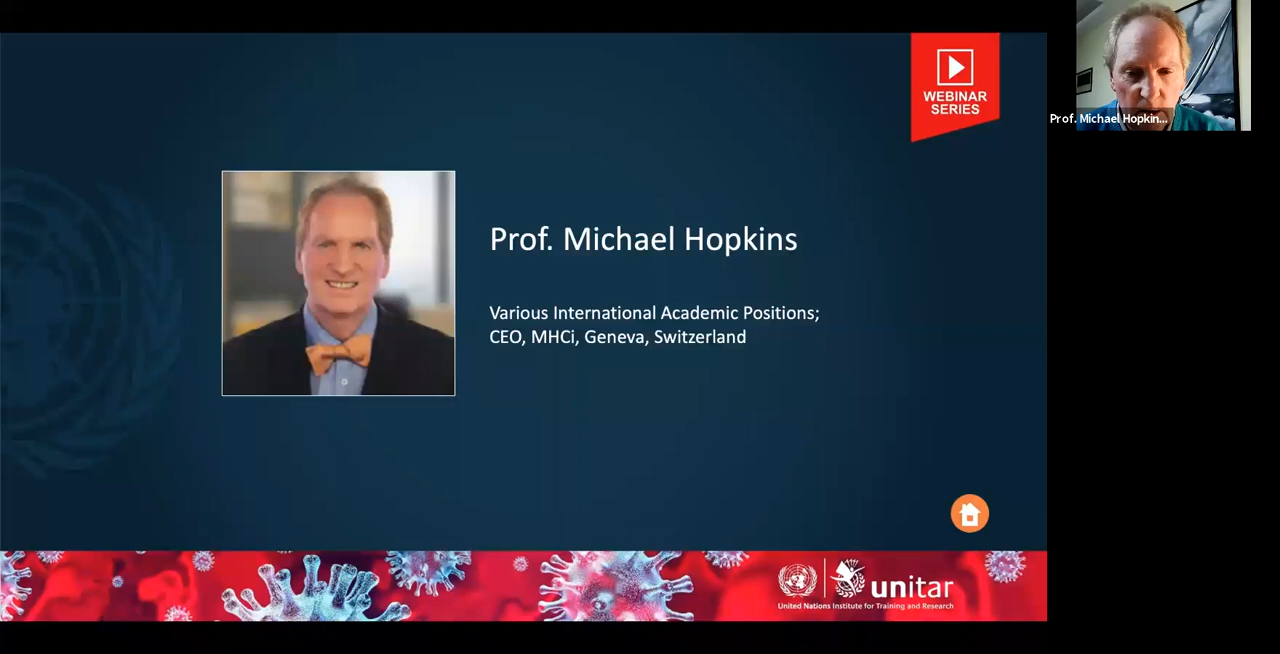 WEBINAR
SERIES
Prof. Michael Hopkin...
Prof. Michael Hopkins
Various International Academic Positions;
CEO, MHCi, Geneva, Switzerland
unitar
United Nations Institute for Training and Research